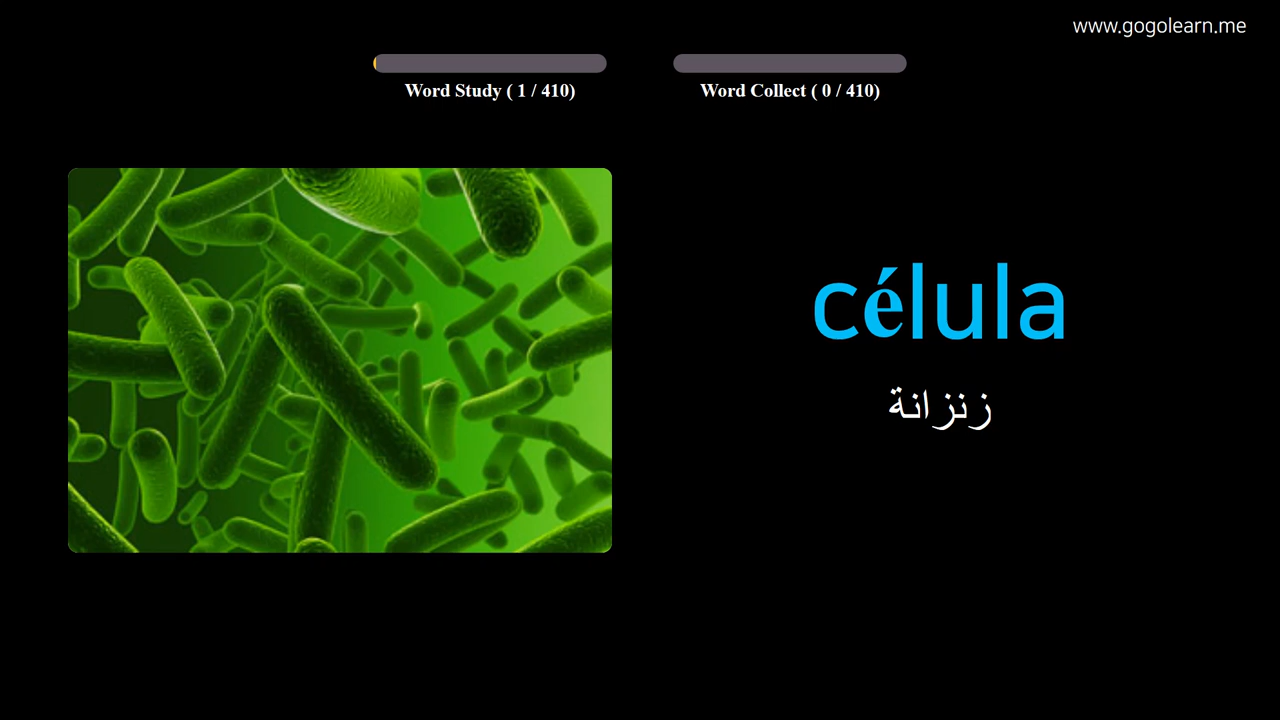 www.gogolearn.me
Word Study ( 1 / 410)
Word Collect ( 0 / 410)
célula
زنزانة